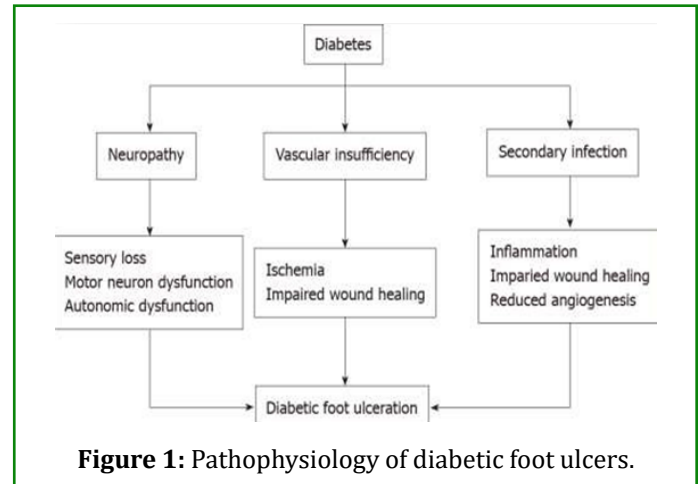 Diabetes
Neuropathy
Vascular insufficiency
Secondary infection
Sensory loss
Motor neuron dysfunction
Autonomic dysfunction
Ischemia
Impaired wound healing
Inflammation
Imparied wound healing
Reduced angiogenesis
Diabetic foot ulceration
Figure 1: Pathophysiology of diabetic foot ulcers.